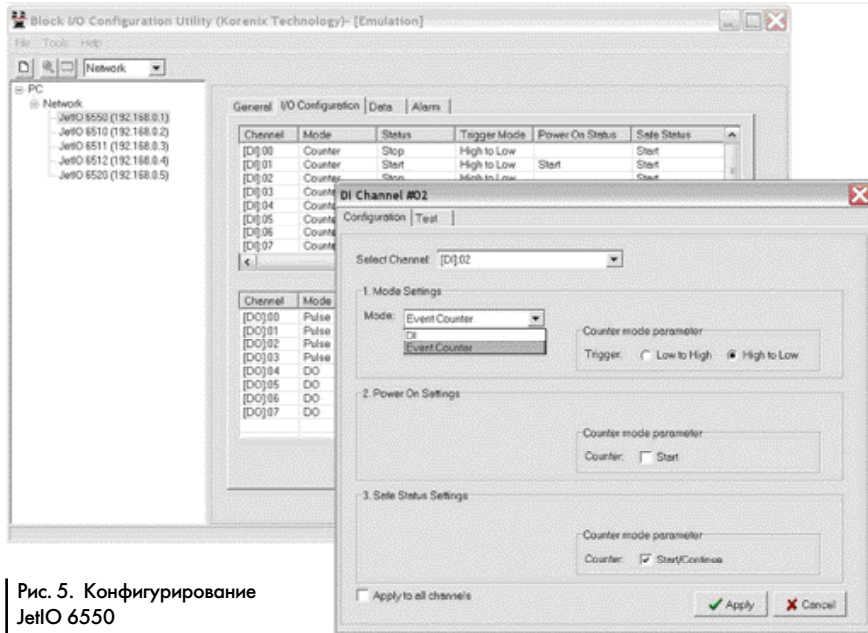 Block I/O Configuration Utility (Korenix Technology)- [Emulation]
File Tools Help
Network
PC
Network
JetIO 6550 (192.168.0.1)
JetIO 6510 (192.168.0.2)
JetIO 6511 (192.168.0.3)
JetIO 6512 (192.168.0.4)
JetIO 6520 (192.168.0.5)
General I/O Configuration Data Alarm
Channel Mode Status Trigger Mode Power On Status Safe Status
[DI]:00 Counter Stop High to Low Start
[DI]:01 Counter Start High to Low Start Start
[DI]:02 Counter Stop High to Low Start
[DI]:03
[DI]:04
[DI]:05
[DI]:06
[DI]:07
Channel Mode
[DO]:00 Pulse
[DO]:01 Pulse
[DO]:02 Pulse
[DO]:03 Pulse
[DO]:04 DO
[DO]:05 DO
[DO]:06 DO
[DO]:07 DO
DI Channel #02
Configuration Test
Select Channel: [DI]:02
1. Mode Settings
Mode: Event Counter
DI
Event Counter
Counter mode parameter
Trigger: Low to High High to Low
2. Power On Settings
Counter mode parameter
Counter: Start
3. Safe Status Settings
Counter mode parameter
Counter: Start/Continue
Apply to all channels
Apply Cancel
Рис. 5. Конфигурирование
JetIO 6550